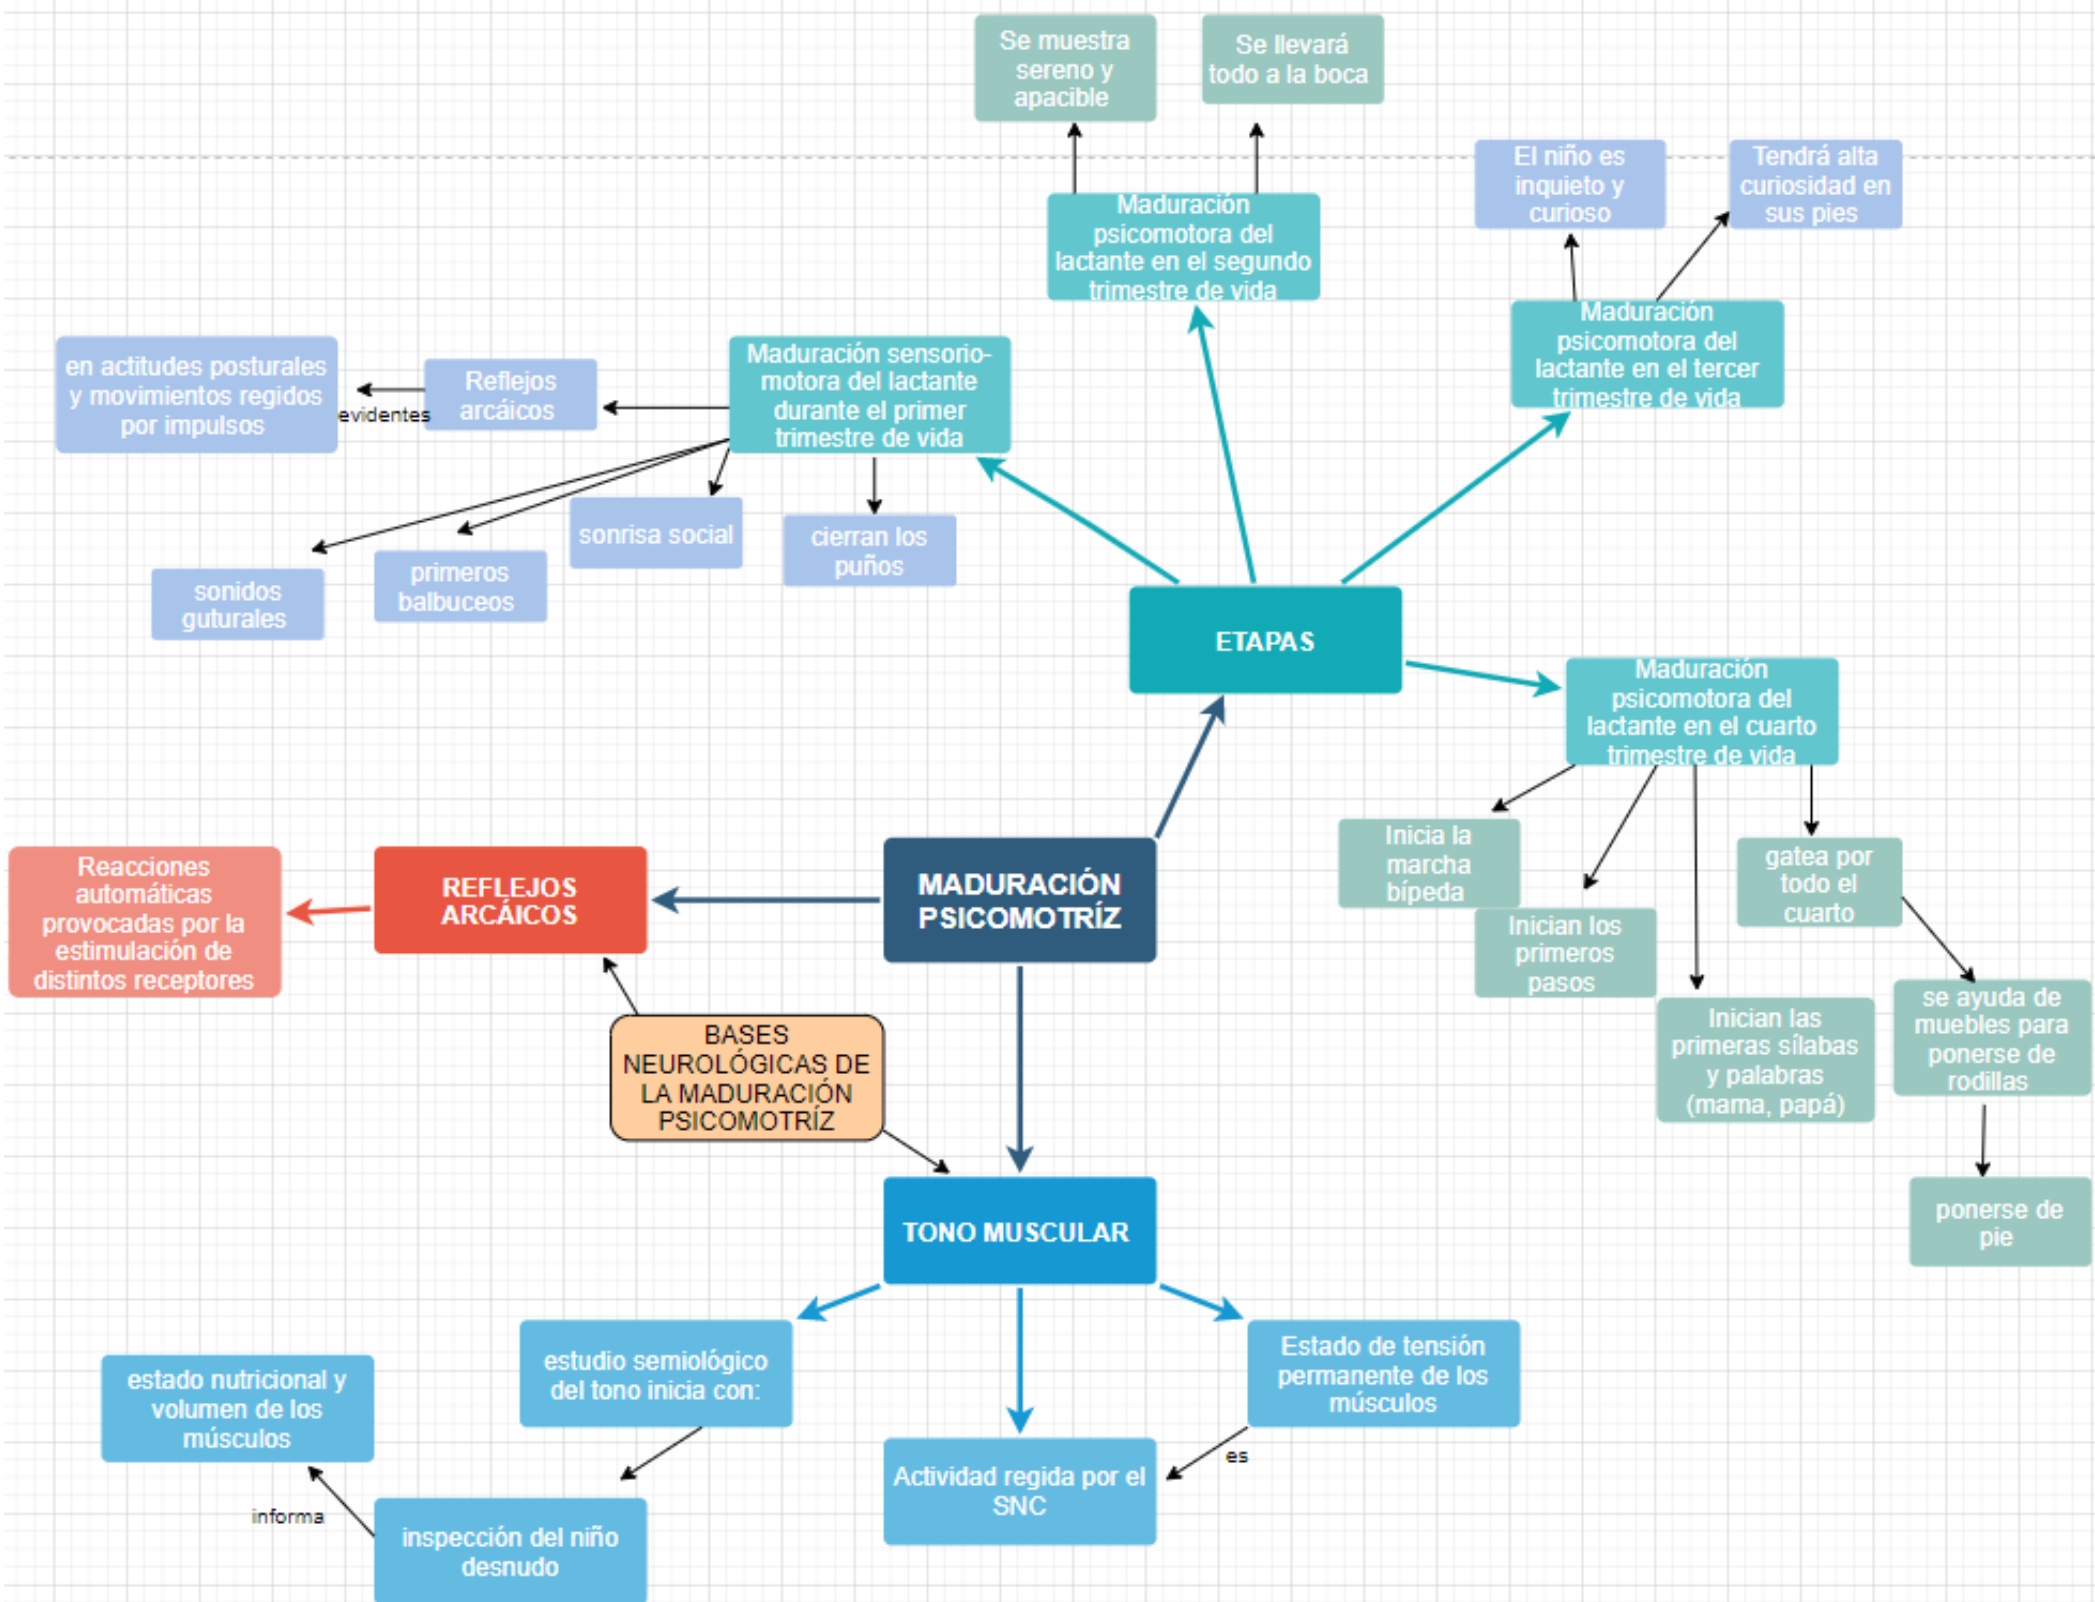 Se muestra
sereno y
apacible
Se llevará
todo a la boca
El niño es
inquieto y
curioso
Tendrá alta
curiosidad en
sus pies
Maduración
psicomotora del
lactante en el segundo
trimestre de vida
Maduración
psicomotora del
lactante en el tercer
trimestre de vida
en actitudes posturales
y movimientos regidos
por impulsos
evidentes
Reflejos
arcáicos
Maduración sensorio-
motora del lactante
durante el primer
trimestre de vida
sonidos
guturales
primeros
balbuceos
sonrisa social
cierran los
puños
ETAPAS
Maduración
psicomotora del
lactante en el cuarto
trimestre de vida
Inicia la
marcha
bípeda
Inician los
primeros
pasos
Inician las
primeras sílabas
y palabras
(mama, papá)
gatea por
todo el
cuarto
se ayuda de
muebles para
ponerse de
rodillas
ponerse de
pie
Reacciones
automáticas
provocadas por la
estimulación de
distintos receptores
REFLEJOS
ARCÁICOS
MADURACIÓN
PSICOMOTRÍZ
BASES
NEUROLÓGICAS DE
LA MADURACIÓN
PSICOMOTRÍZ
TONO MUSCULAR
estado nutricional y
volumen de los
músculos
estudio semiológico
del tono inicia con:
Estado de tensión
permanente de los
músculos
es
Actividad regida por el
SNC
informa
inspección del niño
desnudo